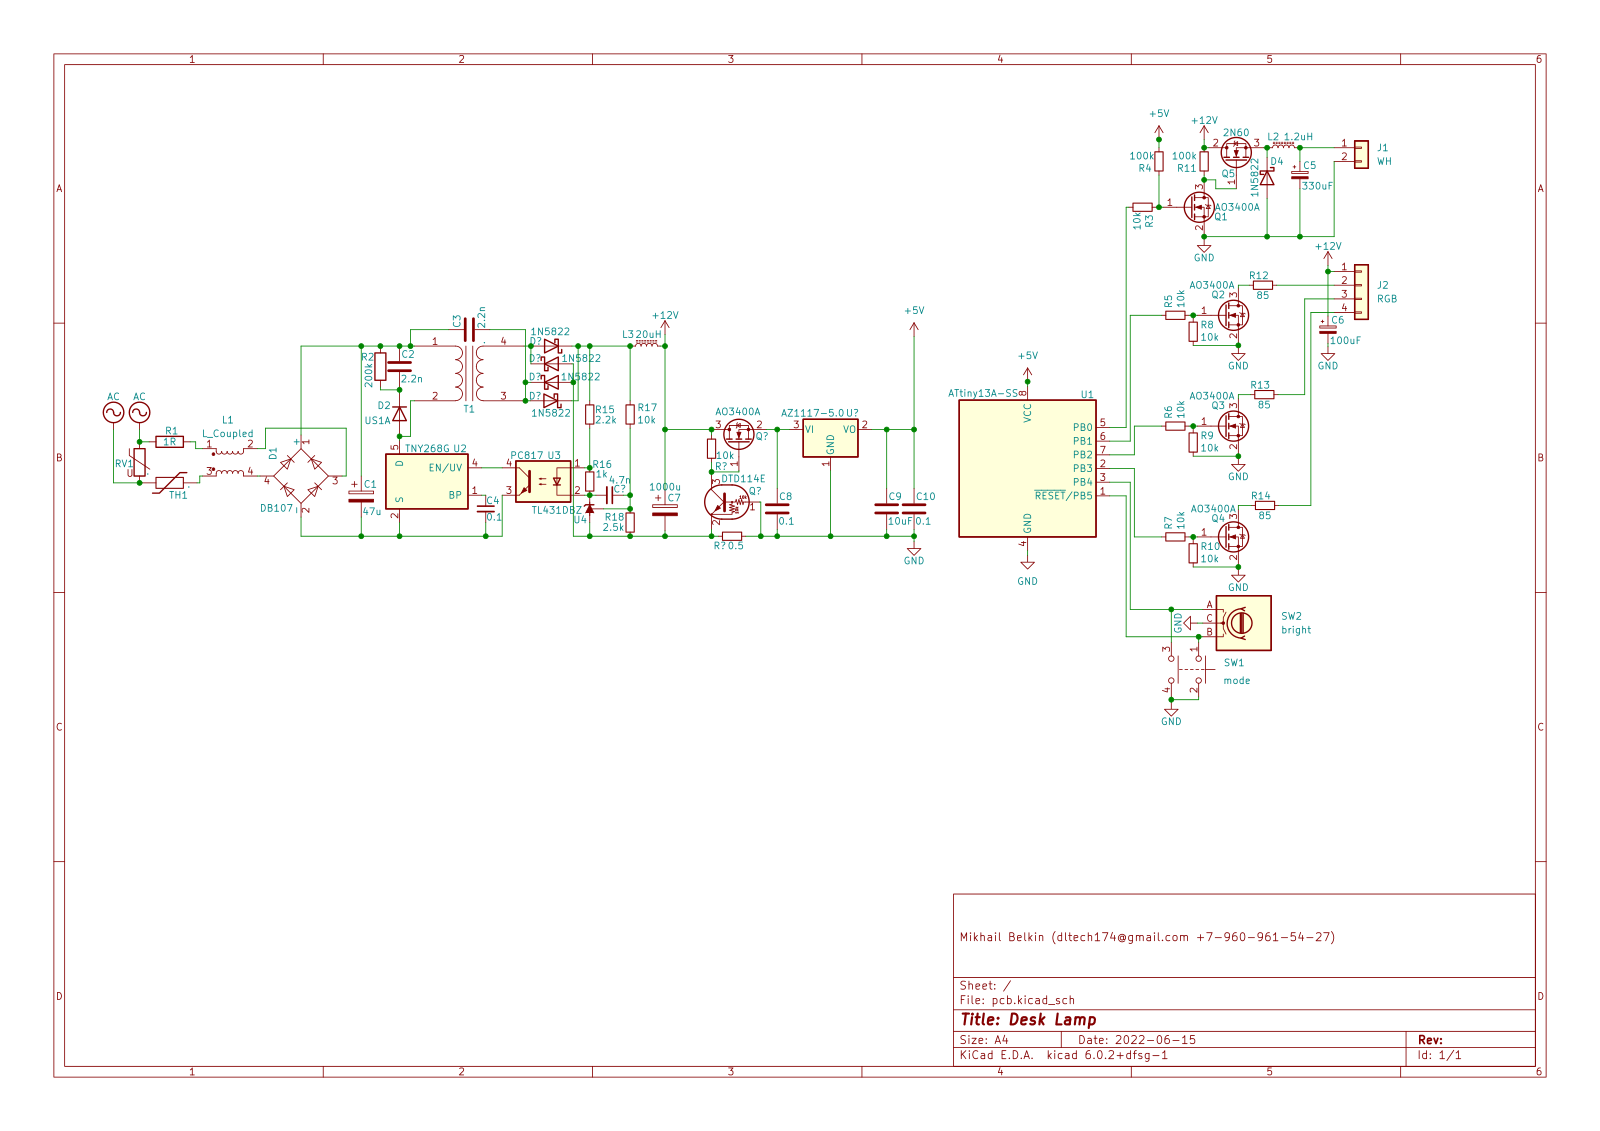 1 2 3 4 5 6
A A
B B
C C
D D
1 2 3 4 5 6
AC AC
R1
1R
RV1
U
TH1
L1
L_Coupled
1 2
3 4
D1
DB107
+ 1
4 3
2
C1
47u
R2
200k
C2
2.2n
D2
US1A
TNY268G U2
D
S
EN/UV
BP
5
4
1
2
C3
2.2n
1 4
2 3
T1
C4
0.1
PC817 U3
4 1
3 2
1N5822
D?
D? 1N5822
D? 1N5822
D?
1N5822
R15
2.2k
R17
10k
R16
1k
4.7n
C?
TL431DBZ
U4
R18
2.5k
L3 20uH
+12V
1000u
C7
AO3400A
3 2
Q?
1
10k
R?
DTD114E
Q?
3
1
2
R? 0.5
C8
0.1
AZ1117-5.0 U?
VI VO
GND
3 2
1
+5V
C9
10uF
C10
0.1
GND
+5V
ATtiny13A-SS
U1
8
VCC
PB0 5
PB1 6
PB2 7
PB3 2
PB4 3
RESET/PB5 1
GND
4
GND
+5V
+12V
100k
R4
100k
R11
2N60
2 3
Q5
1
L2 1.2uH
D4
1N5822
C5
330uF
J1
WH
1
2
10k
R3
1
3
2
AO3400A
Q1
GND
+12V
J2
RGB
1
2
3
4
C6
100uF
GND
R12
85
AO3400A
Q2
R5
10k
R8
10k
1
3
2
GND
R13
85
AO3400A
Q3
R6
10k
R9
10k
1
3
2
GND
R14
85
AO3400A
Q4
R7
10k
R10
10k
1
3
2
GND
A
C
B
GND
SW2
bright
3 1
4 2
SW1
mode
GND
Mikhail Belkin (dltech174@gmail.com +7-960-961-54-27)
Sheet: /
File: pcb.kicad_sch
Title: Desk Lamp
Size: A4 Date: 2022-06-15 Rev:
KiCad E.D.A. kicad 6.0.2+dfsg-1 Id: 1/1